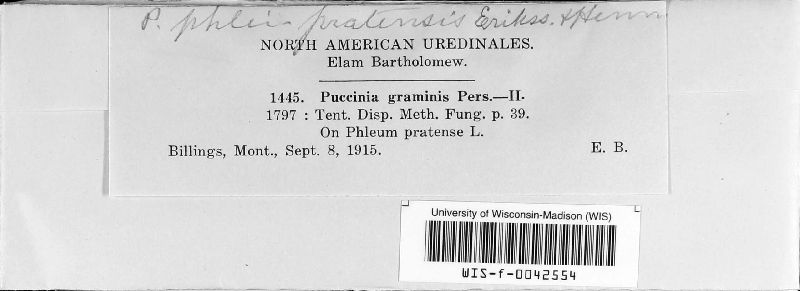 P. phlei-pratensis Erikss. & Henn
NORTH AMERICAN UREDINALES.
Elam Bartholomew.
1445. Puccinia graminis Pers.—II.
1797 : Tent. Disp. Meth. Fung. p. 39.
On Phleum pratense L.
Billings, Mont., Sept. 8, 1915. E. B.
University of Wisconsin-Madison (WIS)
WIS-f-0042554